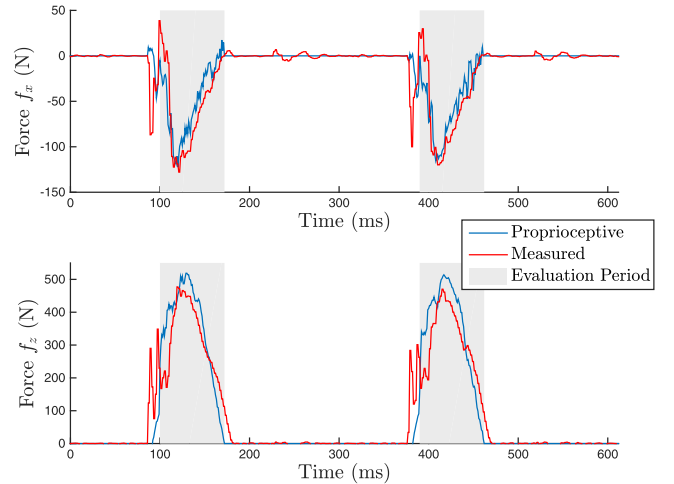 50
0
-50
-100
-150
Force f_x (N)
0 100 200 300 400 500 600
Time (ms)
Proprioceptive
Measured
Evaluation Period
500
400
300
200
100
0
Force f_z (N)
0 100 200 300 400 500 600
Time (ms)